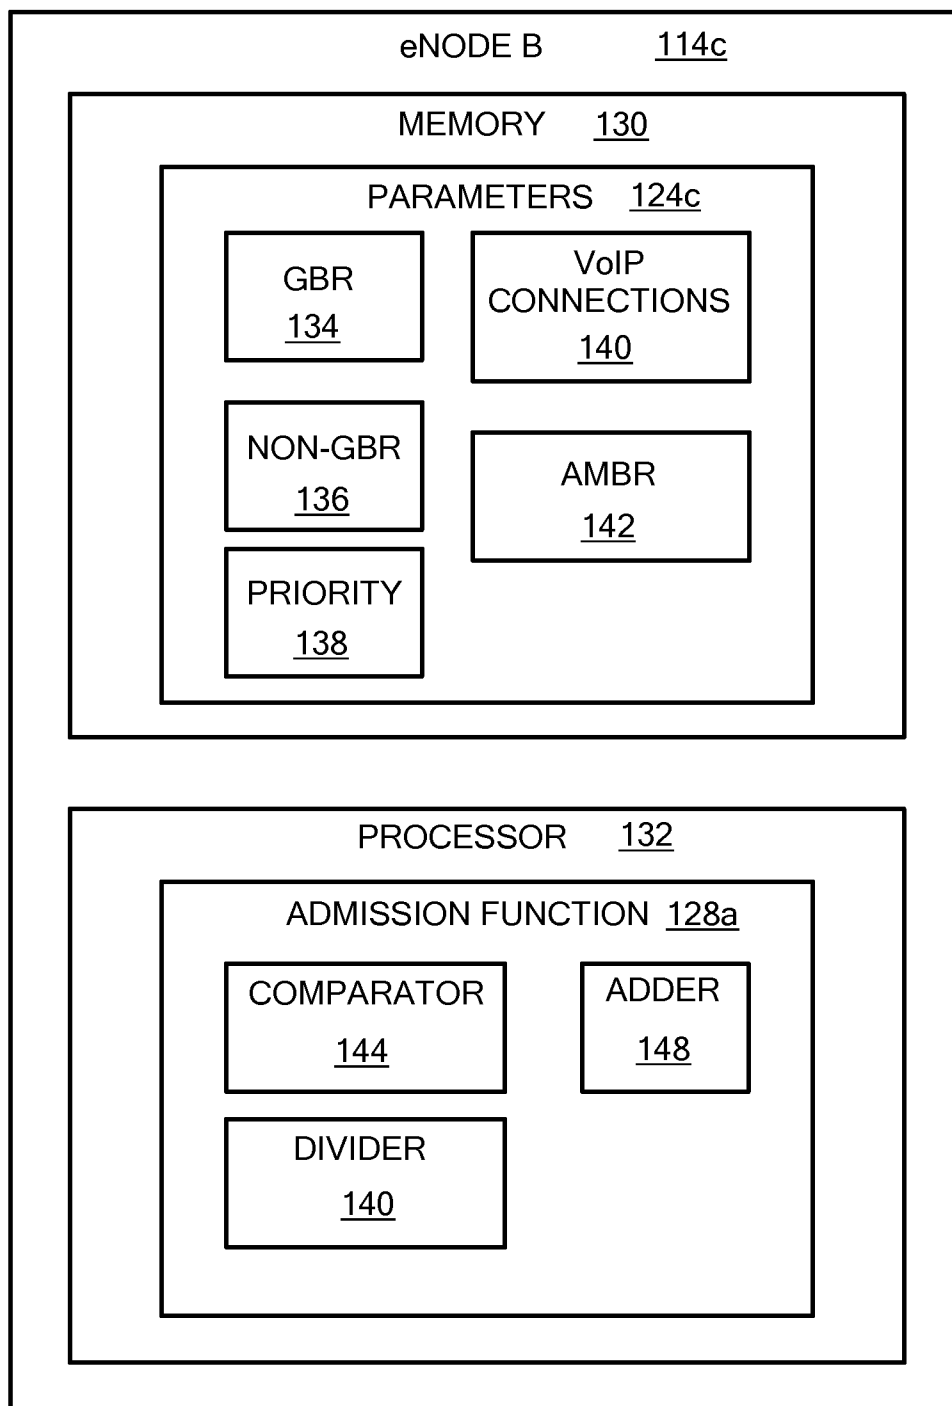 eNODE B 114c
MEMORY 130
PARAMETERS 124c
GBR
134
VoIP
CONNECTIONS
140
NON-GBR
136
AMBR
142
PRIORITY
138
PROCESSOR 132
ADMISSION FUNCTION 128a
COMPARATOR
144
ADDER
148
DIVIDER
140